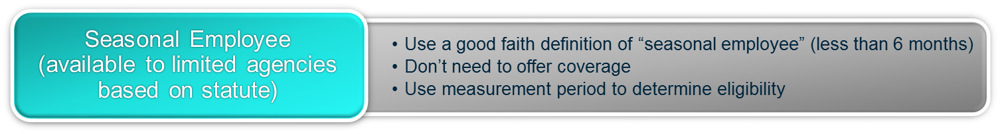 Seasonal Employee
(available to limited agencies
based on statute)
• Use a good faith definition of “seasonal employee” (less than 6 months)
• Don’t need to offer coverage
• Use measurement period to determine eligibility